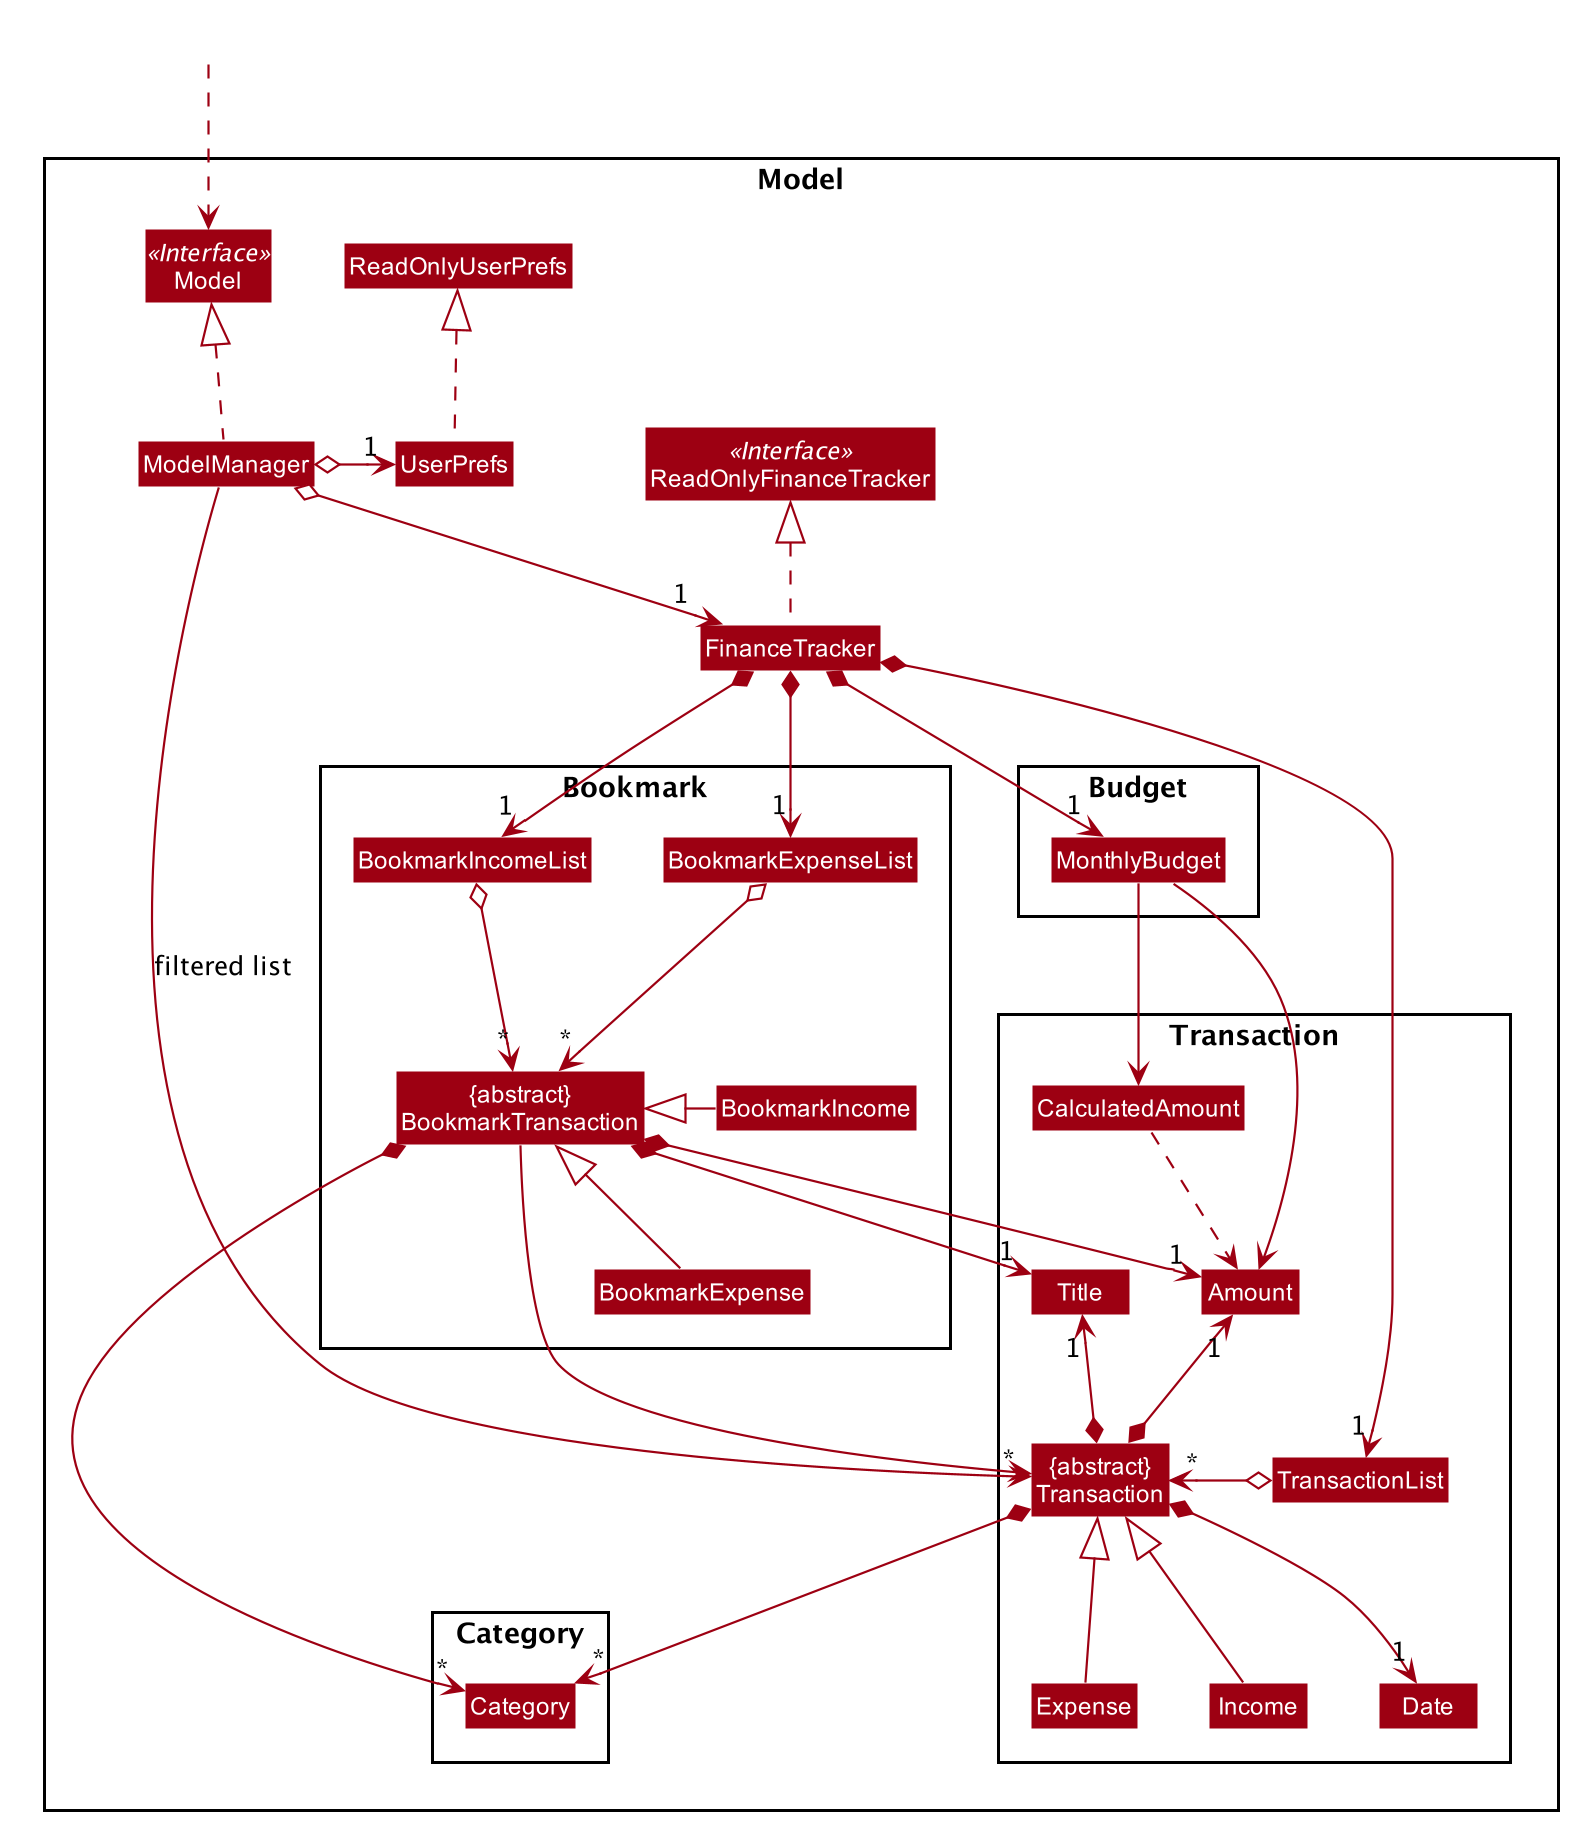 Model
«Interface»
Model
ReadOnlyUserPrefs
ModelManager
1
UserPrefs
«Interface»
ReadOnlyFinanceTracker
1
FinanceTracker
Bookmark
Budget
1
1
1
BookmarkIncomeList
BookmarkExpenseList
MonthlyBudget
filtered list
*
*
Transaction
{abstract}
BookmarkTransaction
BookmarkIncome
CalculatedAmount
1
1
BookmarkExpense
Title
Amount
1
1
1
*
*
{abstract}
Transaction
TransactionList
Category
*
*
1
Category
Expense
Income
Date